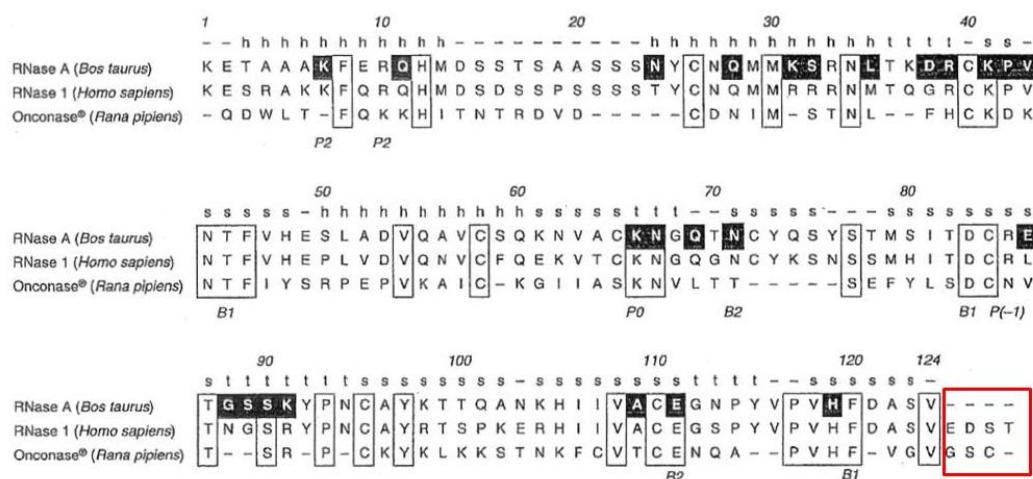 1 10 20 30 40
– – h h h h h h h h h h h – – – – – – – – – – h h h h h h h h h h h h t t t t – s s –
RNase A (Bos taurus) K E T A A A K F E R Q H M D S S T S A A S S S N Y C N Q M M K S R N L T K D R C K P V
RNase 1 (Homo sapiens) K E S R A K K F Q R Q H M D S D S S P S S S S T Y C N Q M M R R R N M T Q G R C K P V
Onconase® (Rana pipiens) – Q D W L T – F Q K K H I T N T R D V D – – – – – C D N I M – S T N L – – F H C K D K
P2 P2
50 60 70 80
s s s s s – h h h h h h h h h h h s s s s s t t t – s s s s s – – – s s s s s s s s s
RNase A (Bos taurus) N T F V H E S L A D V Q A V C S Q K N V A C K N G Q T N C Y Q S Y S T M S I T D C R E
RNase 1 (Homo sapiens) N T F V H E P L V D V Q N V C F Q E K V T C K N G Q G N C Y K S N S S M H I T D C R L
Onconase® (Rana pipiens) N T F I Y S R P E P V K A I C – K G I I A S K N V L T T – – – – – S E F Y L S D C N V
B1 P0 B2 B1 P(–1)
90 100 110 120 124
s t t t t t t t s s s s s s s s – s s s s s s s s t t t t – – s s s s – – –
RNase A (Bos taurus) T G S S K Y P N C A Y K T T Q A N K H I I V A C E G N P Y V P V H F D A S V – – – –
RNase 1 (Homo sapiens) T N G S R Y P N C A Y R T S P K E R H I I V A C E G S P Y V P V H F D A S V E D S T
Onconase® (Rana pipiens) T – – S R – P – C K Y K L K K S T N K F C V T C E N Q A – – P V H F – V G V G S C –
B2 B1